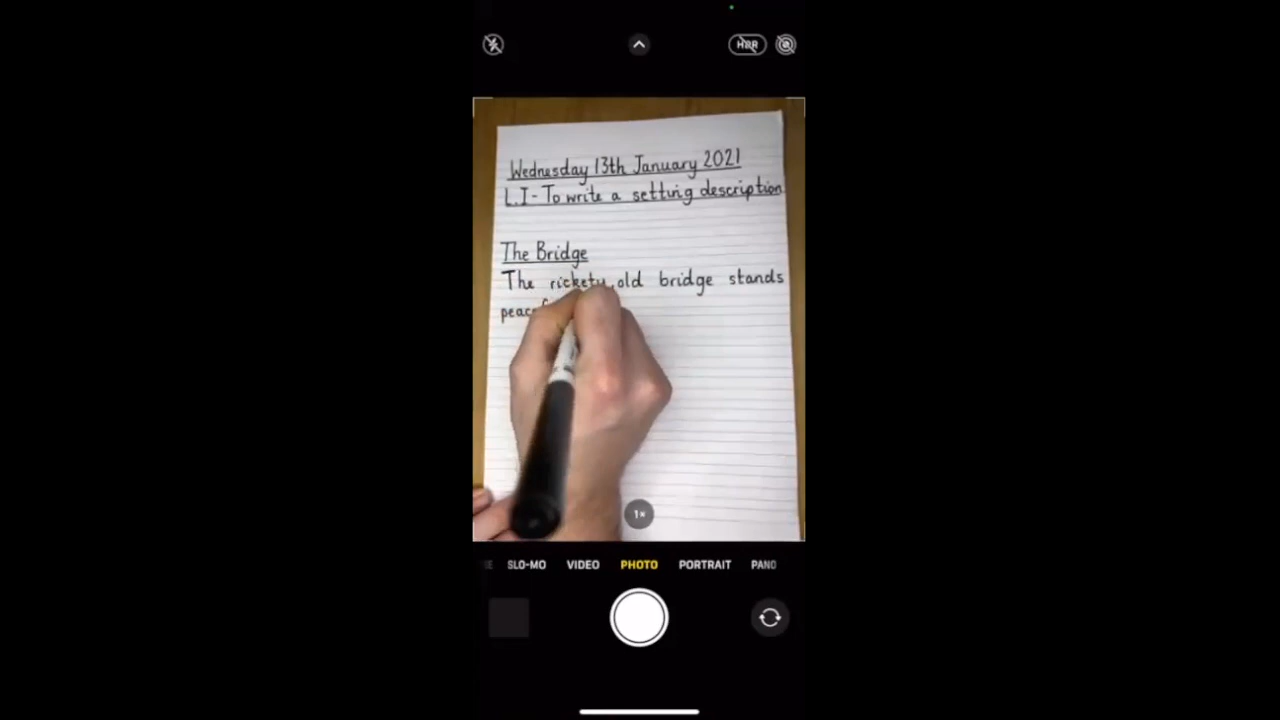 HDR
Wednesday 13th January 2021
L.I- To write a setting description
The Bridge
The rickety, old bridge stands
1×
SLO-MO VIDEO PHOTO PORTRAIT PANO